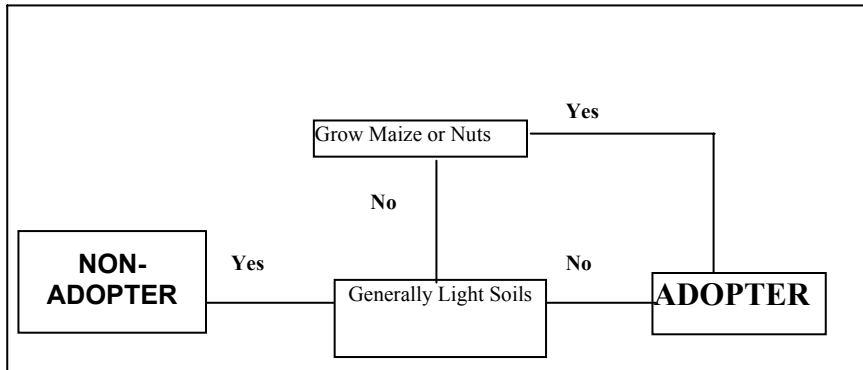 Yes
Grow Maize or Nuts
No
NON-
ADOPTER
Yes
Generally Light Soils
No
ADOPTER